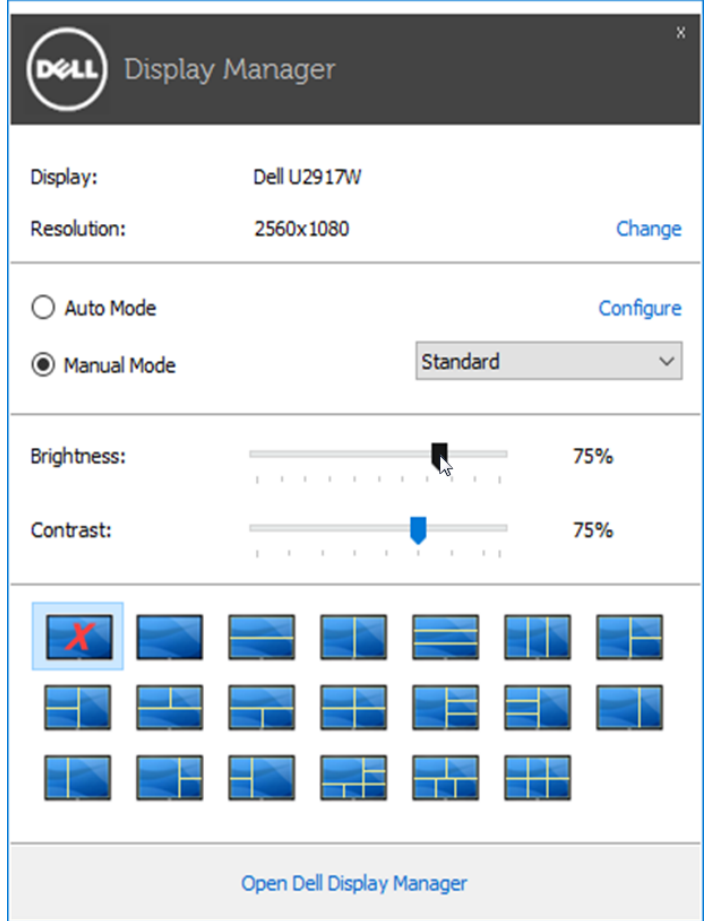 DELL Display Manager x
Display: Dell U2917W
Resolution: 2560x1080 Change
Auto Mode Configure
Manual Mode Standard
Brightness: 75%
Contrast: 75%
X
Open Dell Display Manager